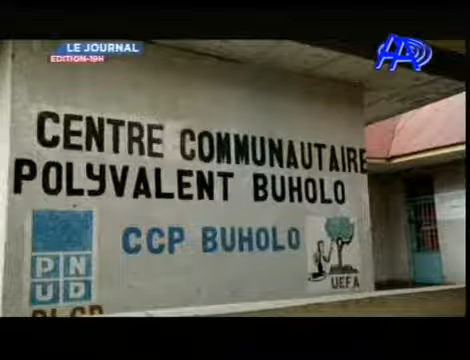 LE JOURNAL
EDITION-19H
CENTRE COMMUNAUTAIRE
POLYVALENT BUHOLO
CCP BUHOLO
PN
UD
UEFA